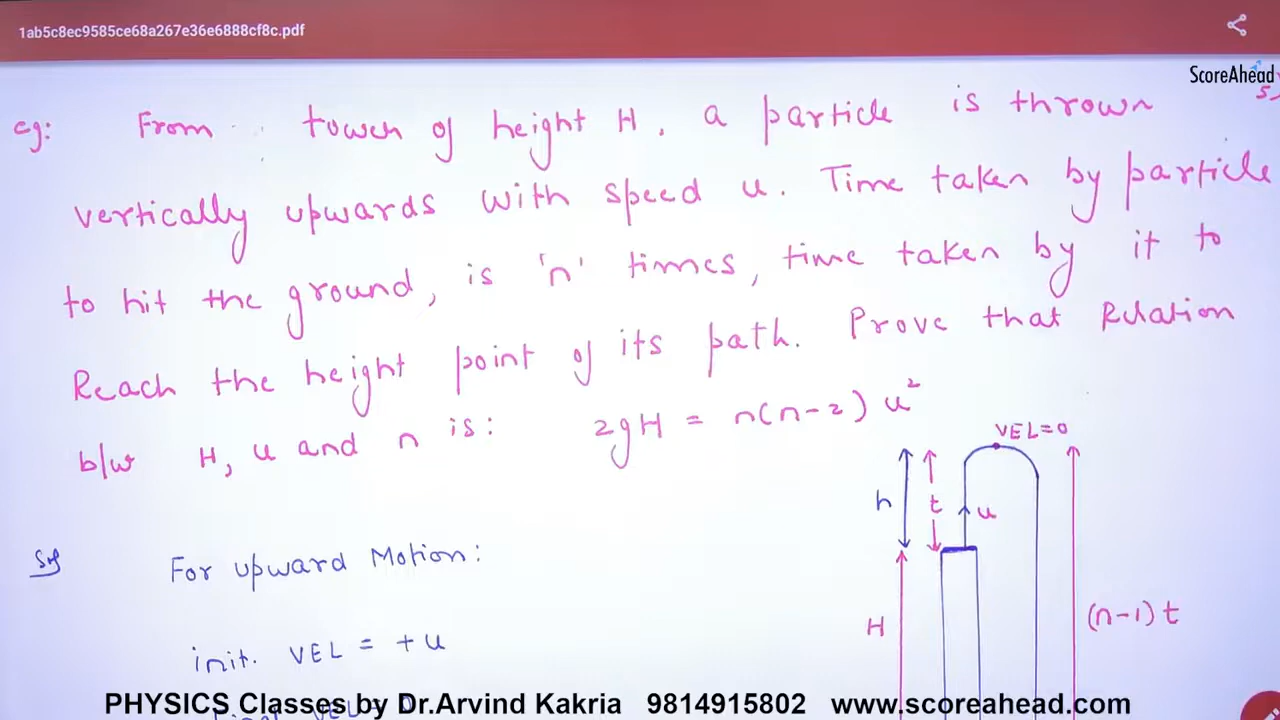 1ab5c8ec9585ce68a267e36e6888cf8c.pdf
ScoreAhead
eg: From tower of height H, a particle is thrown
vertically upwards with speed u. Time taken by particle
to hit the ground, is 'n' times, time taken by it to
Reach the height point of its path. Prove that Relation
b/w H, u and n is: 2gH = n(n-2) u²
VEL=0
h
t
u
Sol
For upward Motion:
H
(n-1) t
init. VEL = +u
PHYSICS Classes by Dr.Arvind Kakria 9814915802 www.scoreahead.com